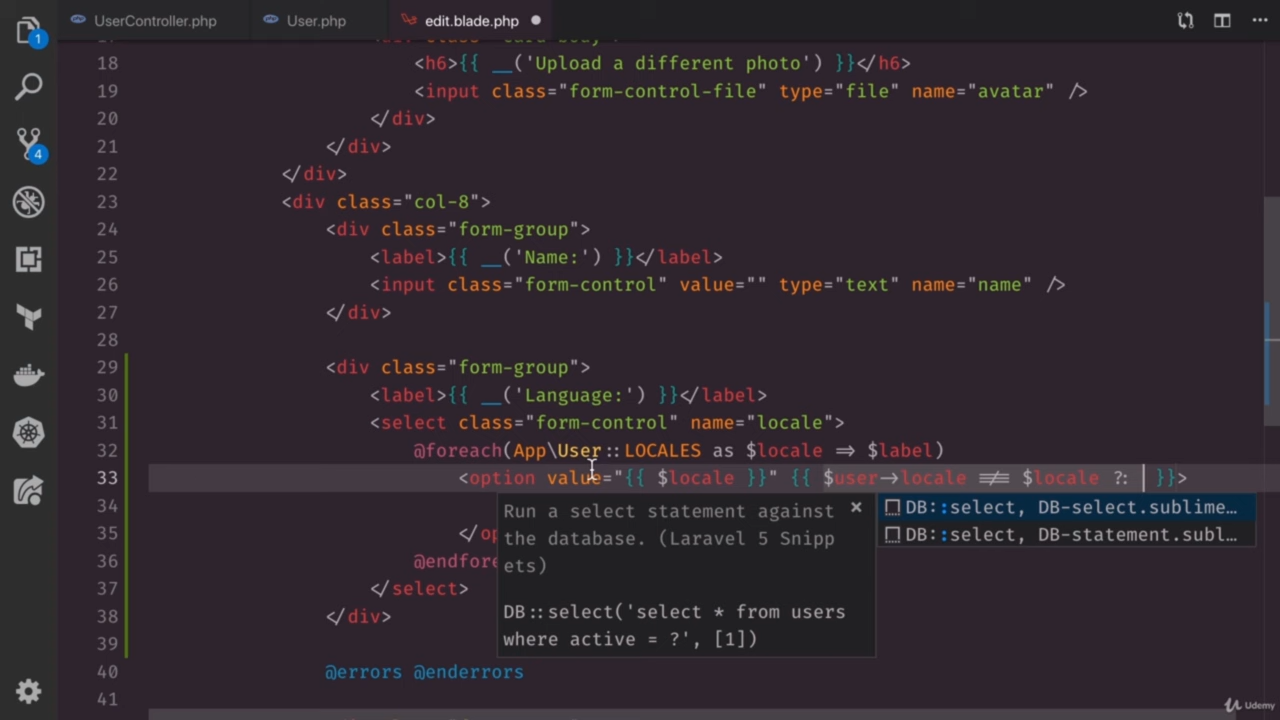 UserController.php User.php edit.blade.php
1
18 <h6>{{ __('Upload a different photo') }}</h6>
19 <input class="form-control-file" type="file" name="avatar" />
20 </div>
21 </div>
22 </div>
4
23 <div class="col-8">
24 <div class="form-group">
25 <label>{{ __('Name:') }}</label>
26 <input class="form-control" value="" type="text" name="name" />
27 </div>
28
29 <div class="form-group">
30 <label>{{ __('Language:') }}</label>
31 <select class="form-control" name="locale">
32 @foreach(App\User::LOCALES as $locale => $label)
33 <option value="{{ $locale }}" {{ $user->locale !== $locale ?: }}>
34
35 </op
36 @endfore
37 </select>
38 </div>
39
40 @errors @enderrors
41
Run a select statement against
the database. (Laravel 5 Snipp
ets)
DB::select('select * from users
where active = ?', [1])
DB::select, DB-select.sublime…
DB::select, DB-statement.subl…
Udemy